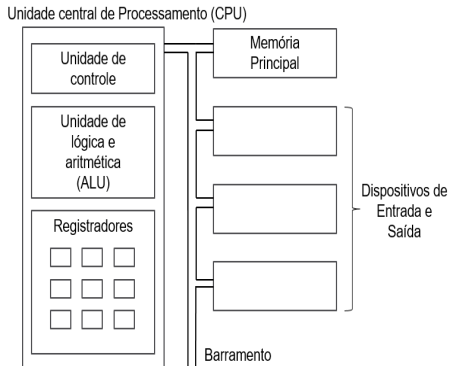 Unidade central de Processamento (CPU)
Unidade de
controle
Unidade de
lógica e
aritmética
(ALU)
Registradores
Memória
Principal
Dispositivos de
Entrada e
Saída
Barramento